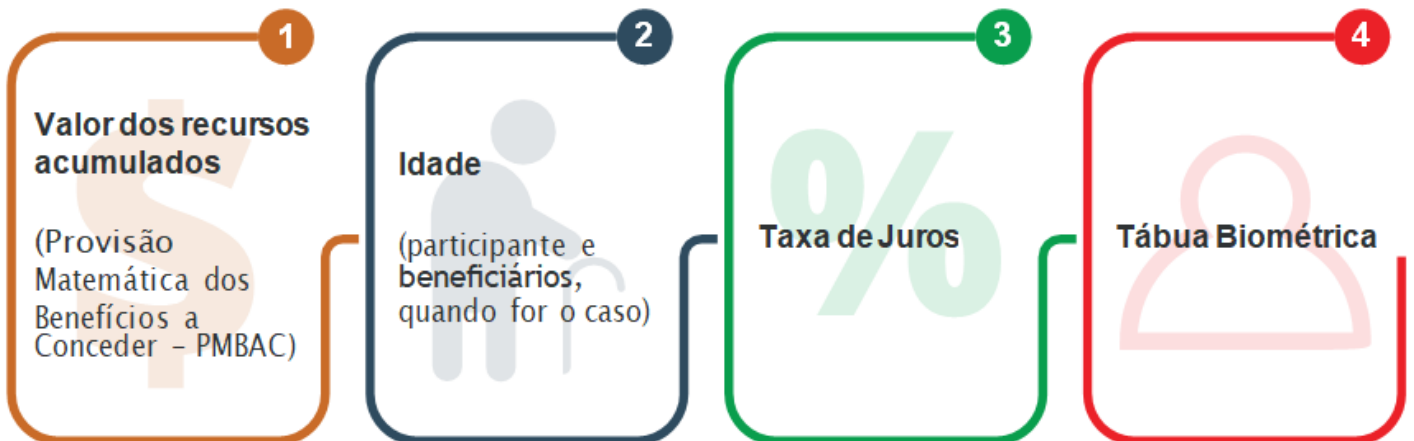 1
Valor dos recursos
acumulados
(Provisão
Matemática dos
Benefícios a
Conceder – PMBAC)
2
Idade
(participante e
beneficiários,
quando for o caso)
3
%
Taxa de Juros
4
Tábua Biométrica